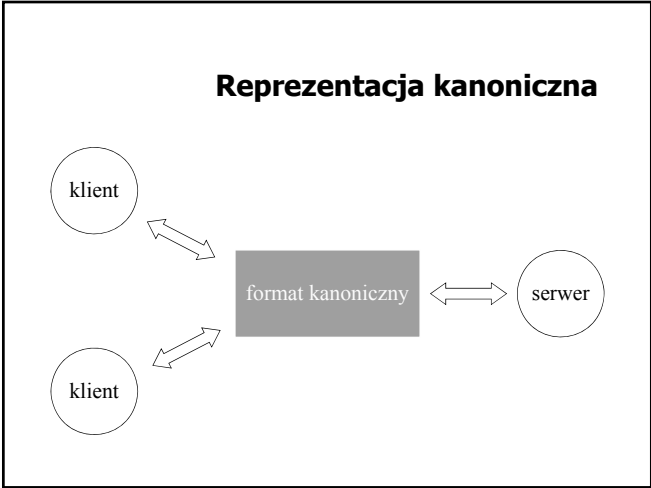 Reprezentacja kanoniczna
klient
format kanoniczny
serwer
klient